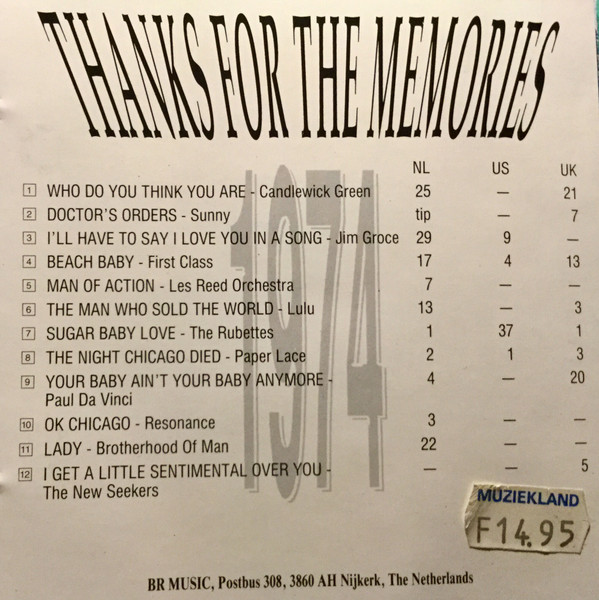 THANKS FOR THE MEMORIES
1974
NL US UK
1 WHO DO YOU THINK YOU ARE - Candlewick Green 25 — 21
2 DOCTOR'S ORDERS - Sunny tip — 7
3 I'LL HAVE TO SAY I LOVE YOU IN A SONG - Jim Groce 29 9 —
4 BEACH BABY - First Class 17 4 13
5 MAN OF ACTION - Les Reed Orchestra 7 — —
6 THE MAN WHO SOLD THE WORLD - Lulu 13 — 3
7 SUGAR BABY LOVE - The Rubettes 1 37 1
8 THE NIGHT CHICAGO DIED - Paper Lace 2 1 3
9 YOUR BABY AIN'T YOUR BABY ANYMORE - 4 — 20
Paul Da Vinci
10 OK CHICAGO - Resonance 3 — —
11 LADY - Brotherhood Of Man 22 — —
12 I GET A LITTLE SENTIMENTAL OVER YOU - — — 5
The New Seekers
MUZIEKLAND
F14.95
BR MUSIC, Postbus 308, 3860 AH Nijkerk, The Netherlands